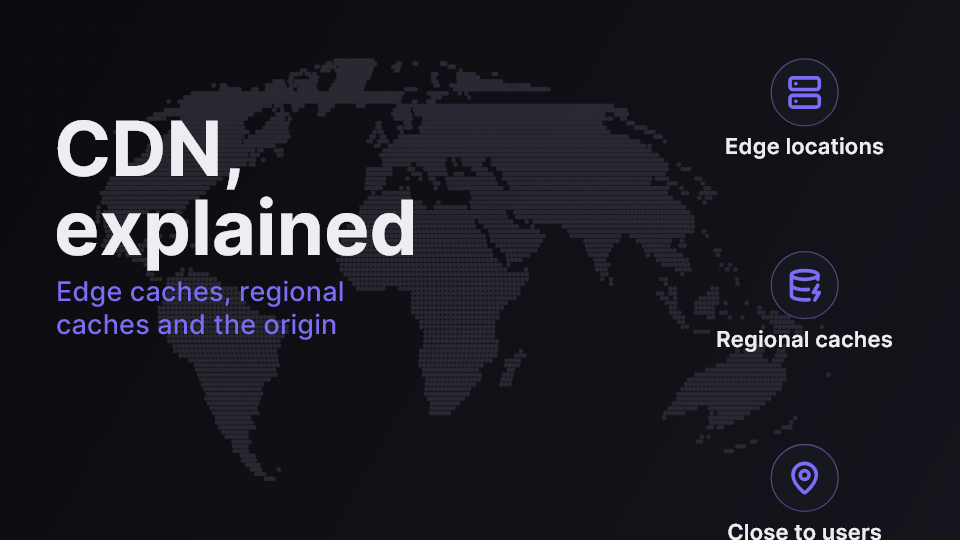 CDN,
explained
Edge caches, regional
caches and the origin
Edge locations
Regional caches
Close to users